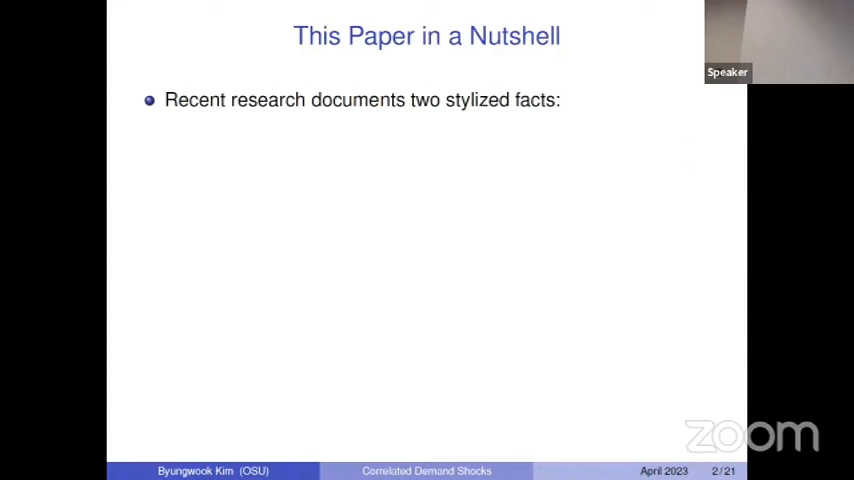 This Paper in a Nutshell
Speaker
Recent research documents two stylized facts:
zoom
Byungwook Kim (OSU) Correlated Demand Shocks April 2023 2/21